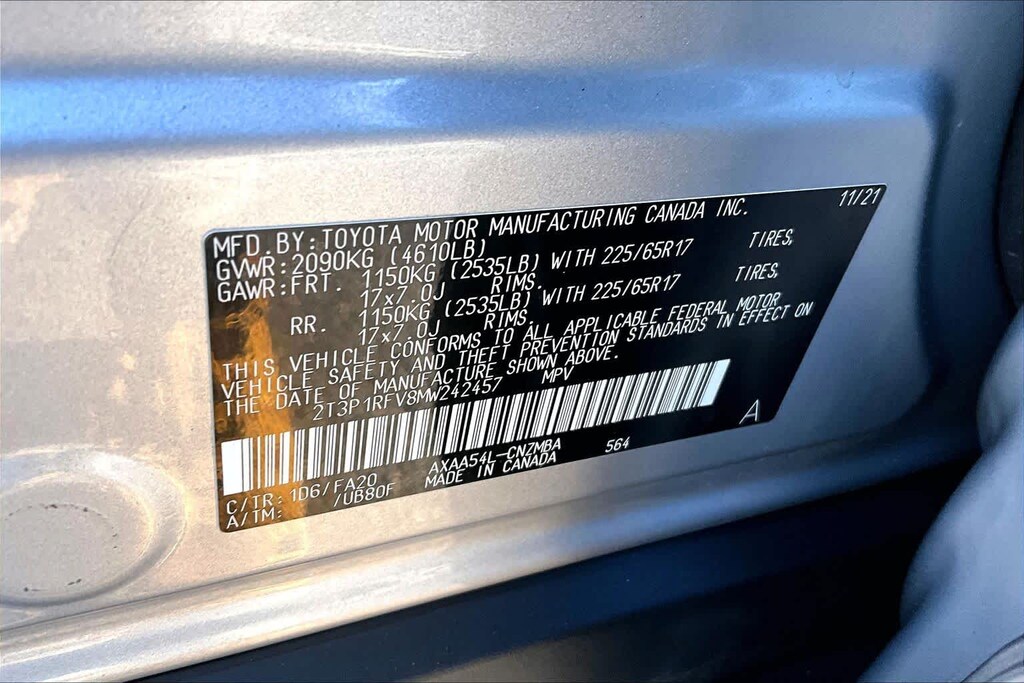 MFD.BY:TOYOTA MOTOR MANUFACTURING CANADA INC. 11/21
GVWR:2090KG (4610LB)
GAWR:FRT. 1150KG (2535LB) WITH 225/65R17 TIRES,
17x7.0J RIMS.
RR. 1150KG (2535LB) WITH 225/65R17 TIRES,
17x7.0J RIMS.
THIS VEHICLE CONFORMS TO ALL APPLICABLE FEDERAL MOTOR
VEHICLE SAFETY AND THEFT PREVENTION STANDARDS IN EFFECT ON
THE DATE OF MANUFACTURE SHOWN ABOVE.
2T3P1RFV8MW242457 MPV
A
C/TR:1D6/FA20 AXAA54L-CNZMBA 564
A/TM: /UB80F MADE IN CANADA